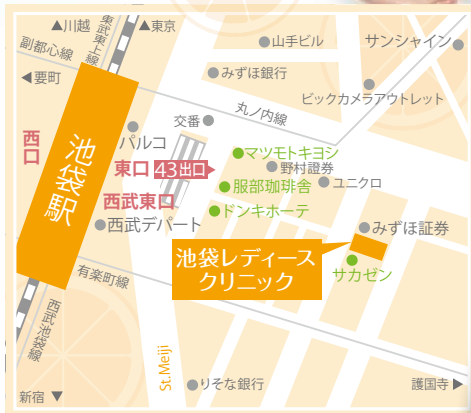 ▲川越
▲東京
東武東上線
副都心線
◀要町
山手ビル
サンシャイン
みずほ銀行
ビックカメラアウトレット
丸ノ内線
交番
パルコ
西口
池袋駅
東口 43出口
マツモトキヨシ
野村證券
服部珈琲舎
ユニクロ
西武東口
ドンキホーテ
西武デパート
みずほ証券
池袋レディース
クリニック
サカゼン
有楽町線
西武池袋線
St.Meiji
りそな銀行
新宿 ▼
護国寺 ▶